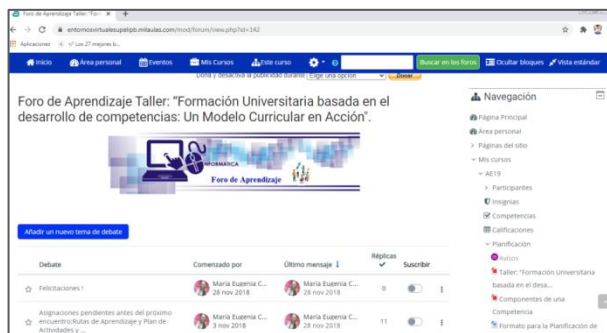 Foro de Aprendizaje Taller: "Forr
entornosvirtualesupelipb.milaulas.com/mod/forum/view.php?id=142
Aplicaciones Los 27 mejores b...
Inicio Área personal Eventos Mis Cursos Este curso Buscar en los foros Ocultar bloques Vista estándar
Dona y desactiva la publicidad durante Elige una opción Donar
Foro de Aprendizaje Taller: "Formación Universitaria basada en el
desarrollo de competencias: Un Modelo Curricular en Acción".
INFORMATICA
Foro de Aprendizaje
Añadir un nuevo tema de debate
Debate Comenzado por Último mensaje Réplicas Suscribir
Felicitaciones ! María Eugenia C... María Eugenia C... 0
28 nov 2018 28 nov 2018
Asignaciones pendientes antes del próximo María Eugenia C... María Eugenia C... 11
encuentro:Rutas de Aprendizaje y Plan de 3 nov 2018 28 nov 2018
Actividades y ...
Navegación
Página Principal
Área personal
Páginas del sitio
Mis cursos
AE19
Participantes
Insignias
Competencias
Calificaciones
Planificación
Avisos
Taller: "Formación Universitaria
basada en el desa...
Componentes de una
Competencia
Formato para la Planificación de